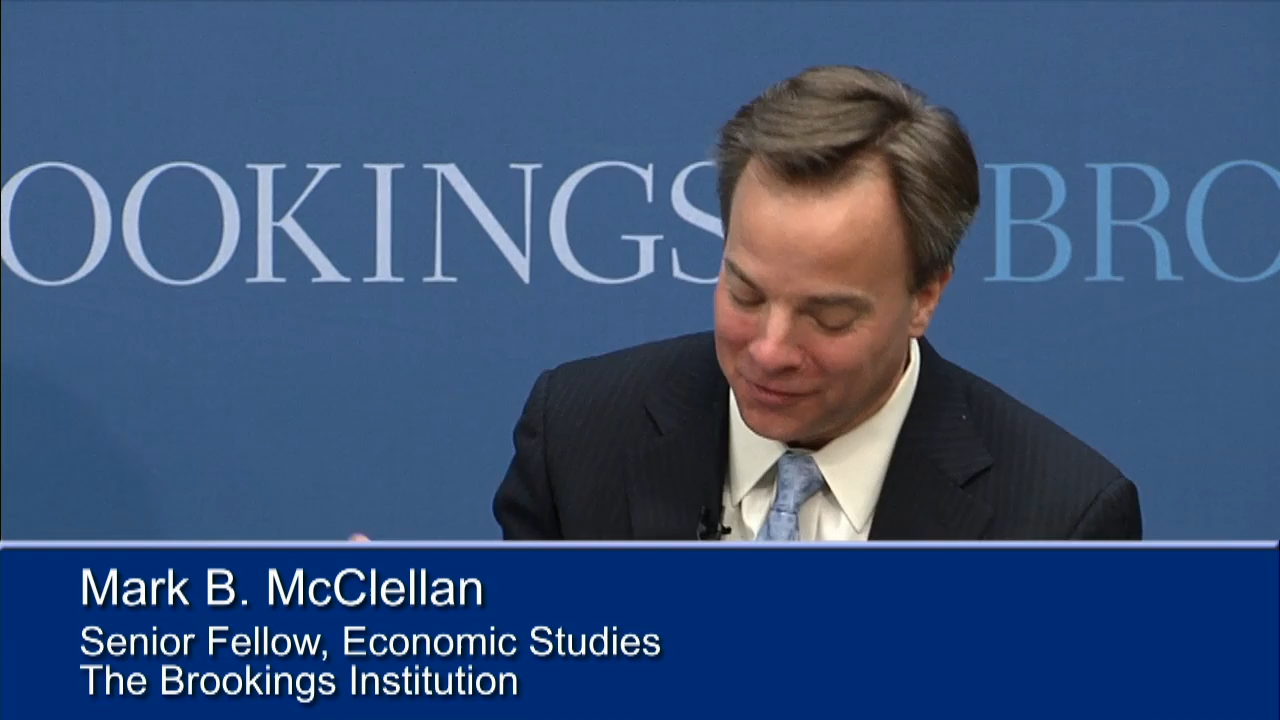 OOKINGS BRO
Mark B. McClellan
Senior Fellow, Economic Studies
The Brookings Institution